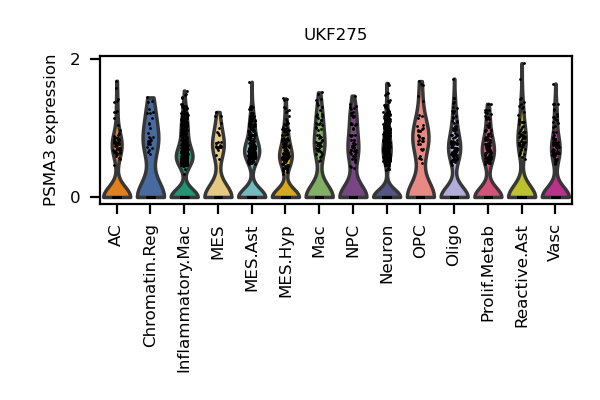 UKF275
PSMA3 expression
2
0
AC
Chromatin.Reg
Inflammatory.Mac
MES
MES.Ast
MES.Hyp
Mac
NPC
Neuron
OPC
Oligo
Prolif.Metab
Reactive.Ast
Vasc